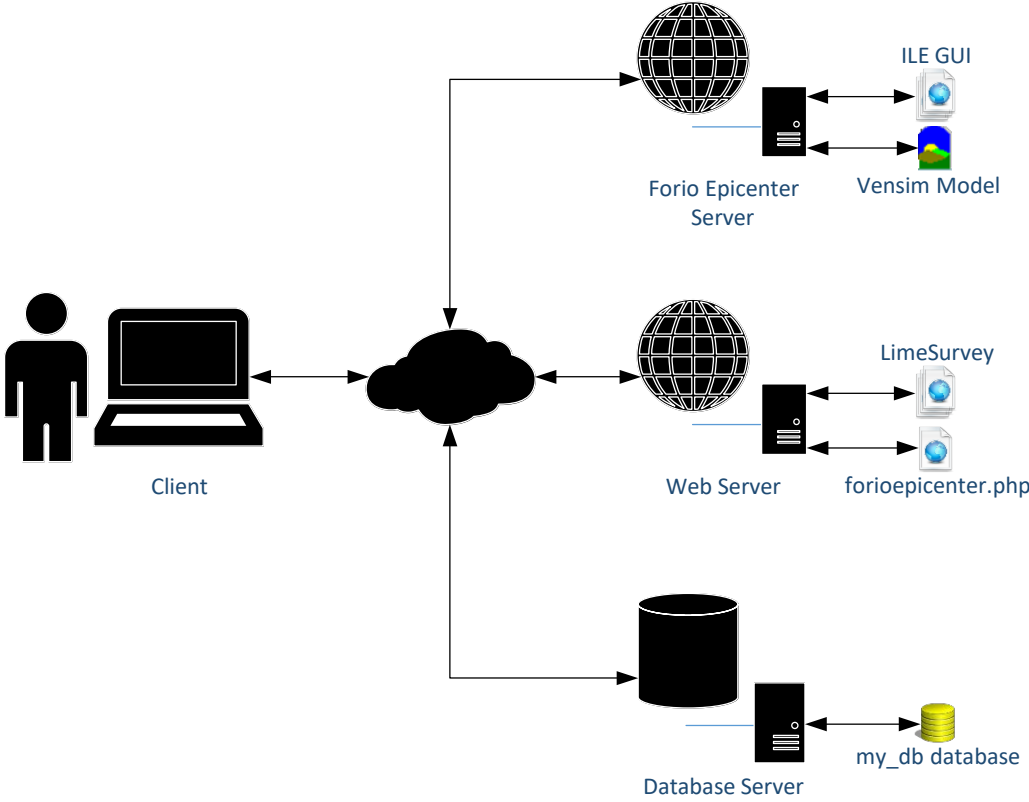 ILE GUI
Forio Epicenter
Server
Vensim Model
LimeSurvey
Client
Web Server
forioepicenter.php
my_db database
Database Server